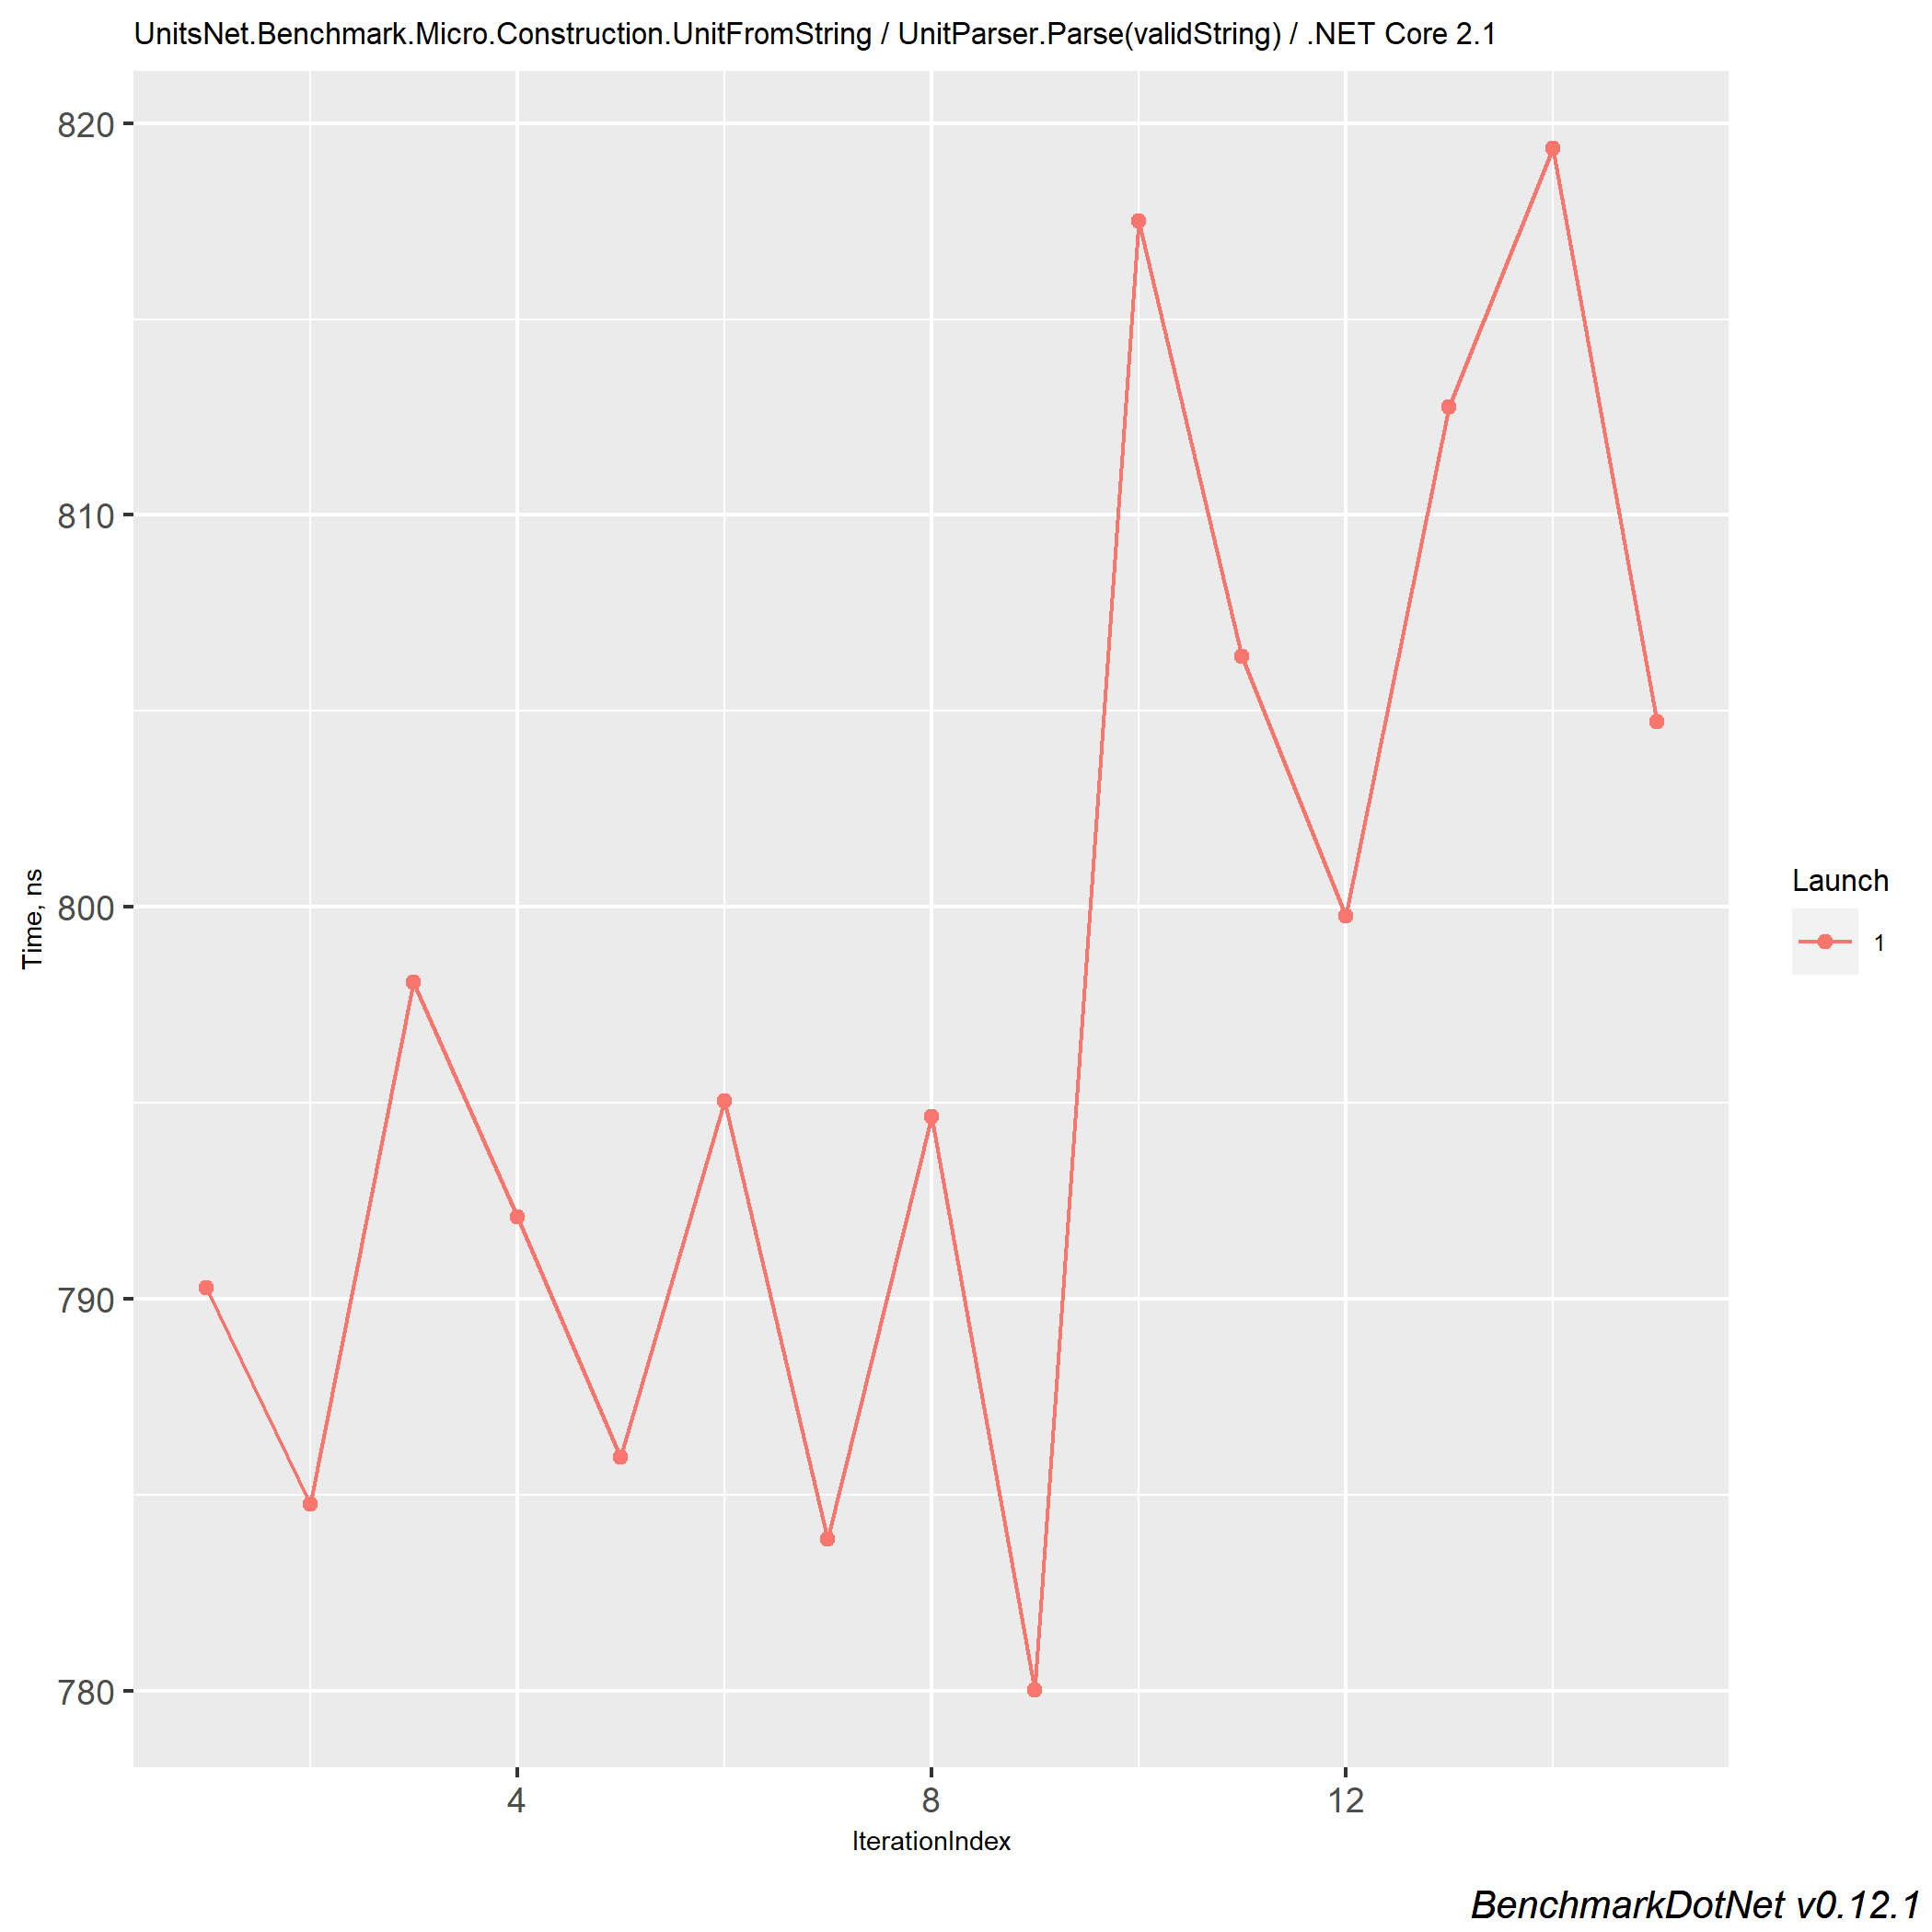 UnitsNet.Benchmark.Micro.Construction.UnitFromString / UnitParser.Parse(validString) / .NET Core 2.1
820
810
800
790
780
Time, ns
4
8
12
IterationIndex
Launch
1
BenchmarkDotNet v0.12.1